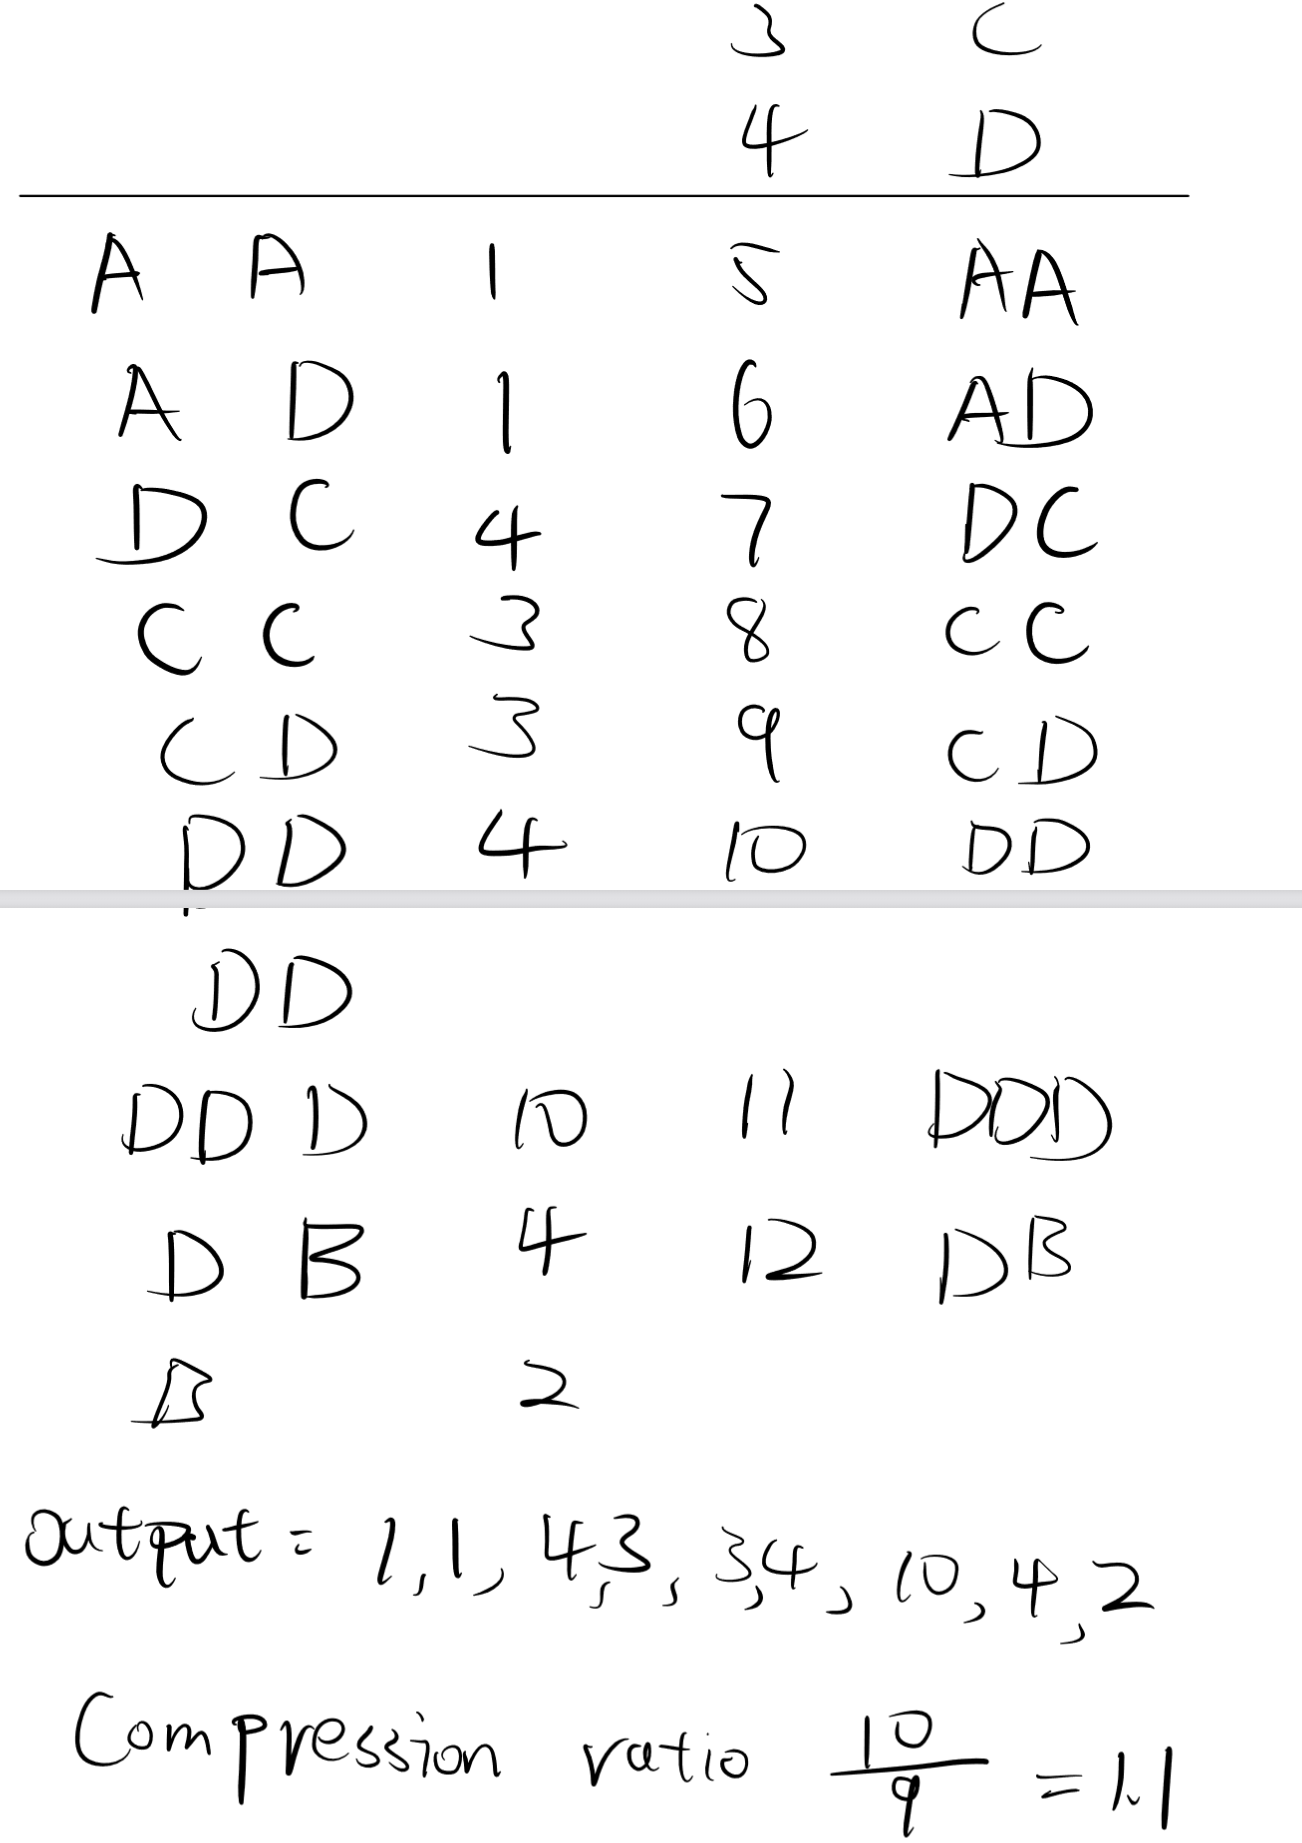 3 C
4 D
A A 1 5 AA
A D 1 6 AD
D C 4 7 DC
C C 3 8 CC
C D 3 9 CD
D D 4 10 DD
D D
DD D 10 11 DDD
D B 4 12 DB
B 2
output = 1,1,4,3,3,4,10,4,2
Compression ratio 10/9 = 1.1